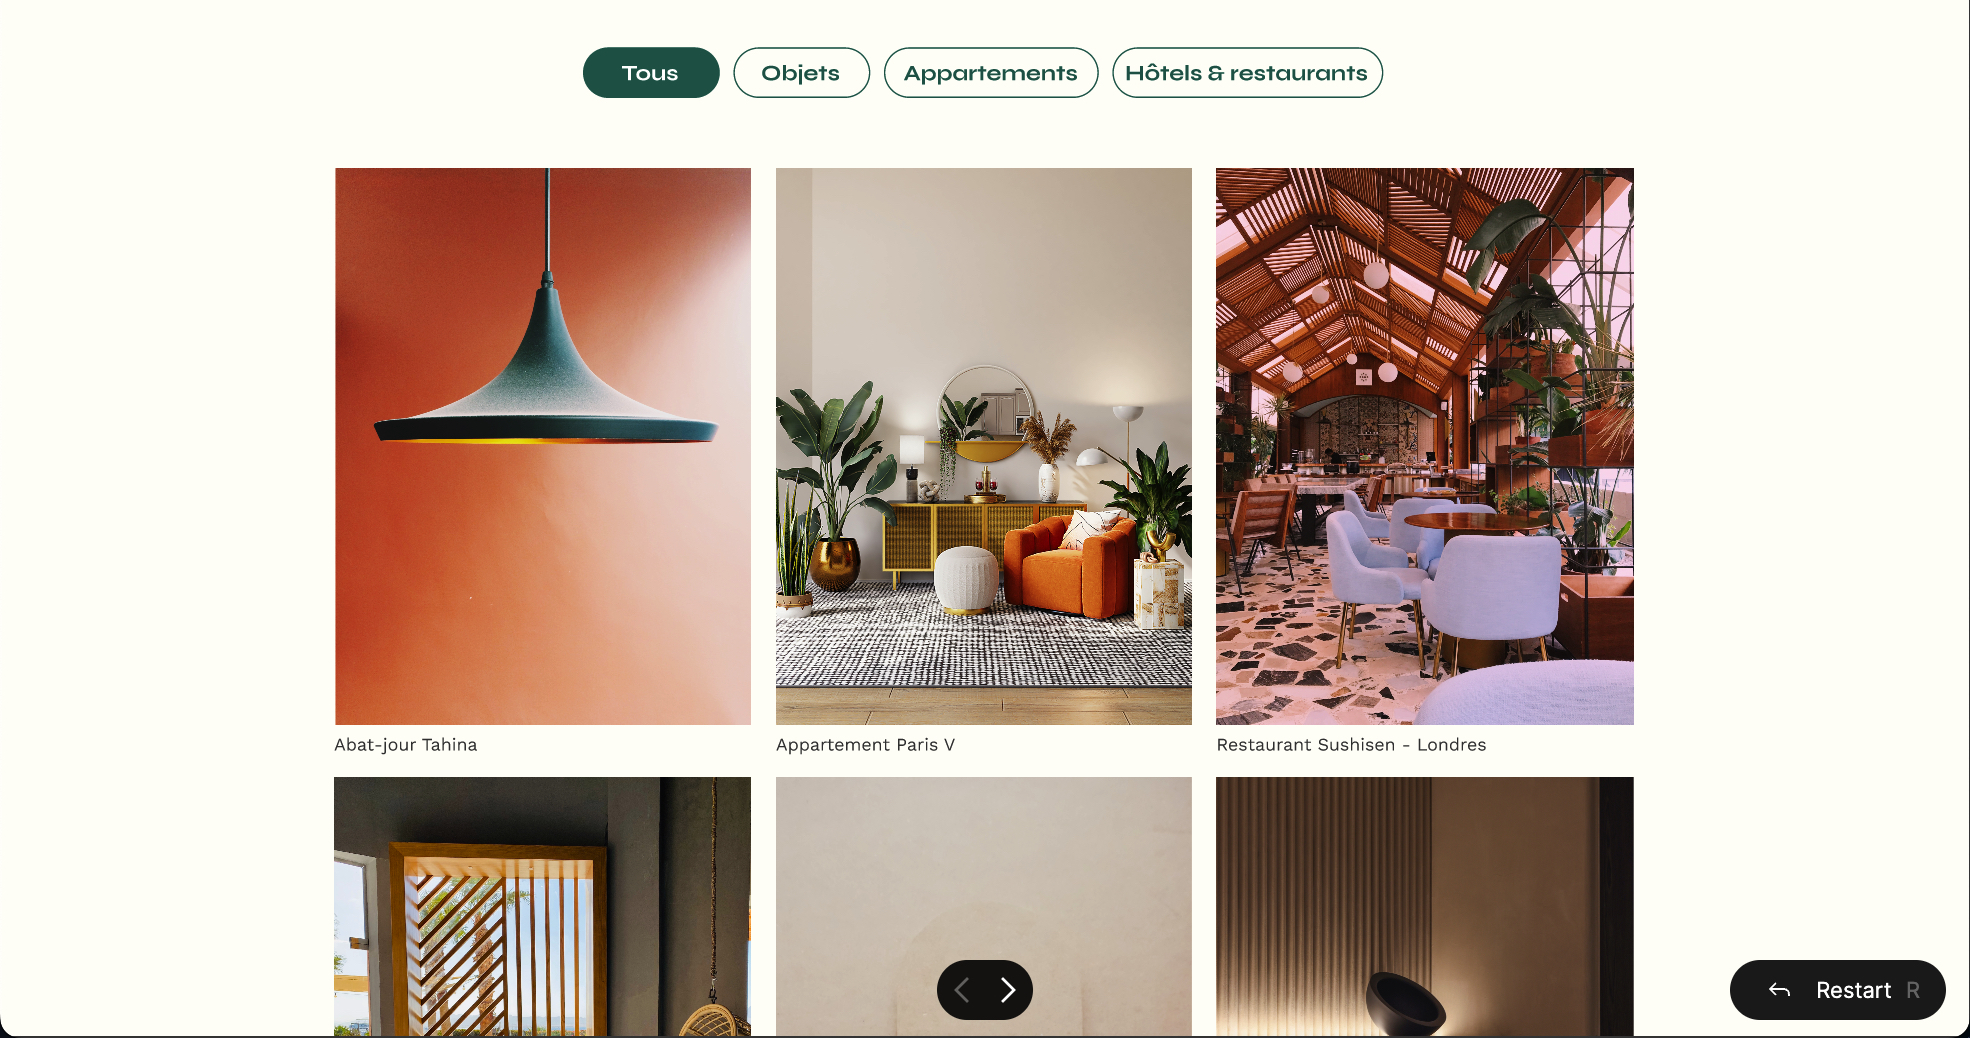 Tous
Objets
Appartements
Hôtels & restaurants
Abat-jour Tahina
Appartement Paris V
Restaurant Sushisen - Londres
Restart R